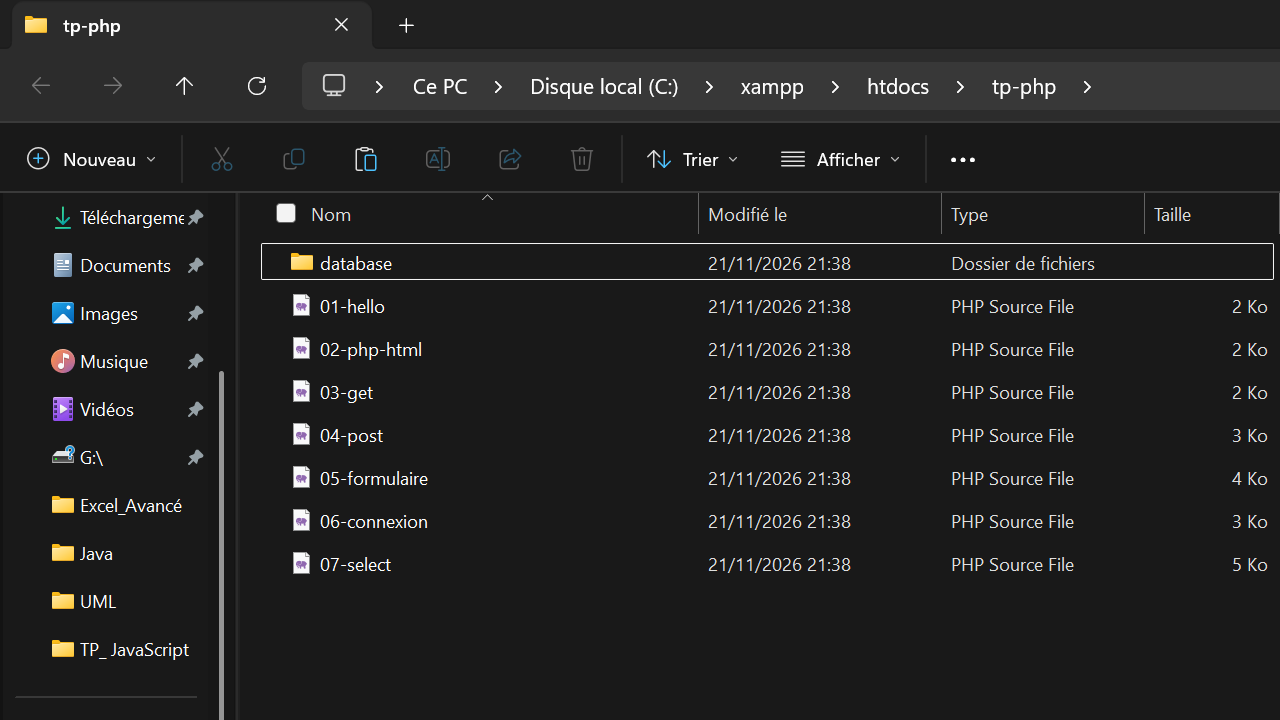 tp-php
Ce PC Disque local (C:) xampp htdocs tp-php
Nouveau Trier Afficher
Nom Modifié le Type Taille
Téléchargeme
Documents
Images
Musique
Vidéos
G:\
Excel_Avancé
Java
UML
TP_ JavaScript
database 21/11/2026 21:38 Dossier de fichiers
01-hello 21/11/2026 21:38 PHP Source File 2 Ko
02-php-html 21/11/2026 21:38 PHP Source File 2 Ko
03-get 21/11/2026 21:38 PHP Source File 2 Ko
04-post 21/11/2026 21:38 PHP Source File 3 Ko
05-formulaire 21/11/2026 21:38 PHP Source File 4 Ko
06-connexion 21/11/2026 21:38 PHP Source File 3 Ko
07-select 21/11/2026 21:38 PHP Source File 5 Ko